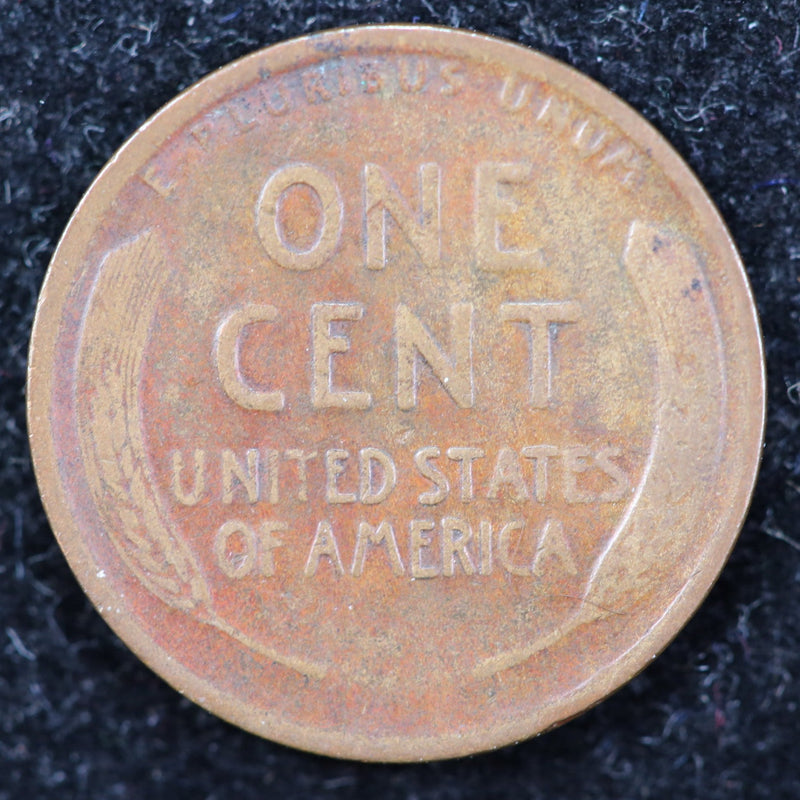 E PLURIBUS UNUM
ONE
CENT
UNITED STATES
OF AMERICA